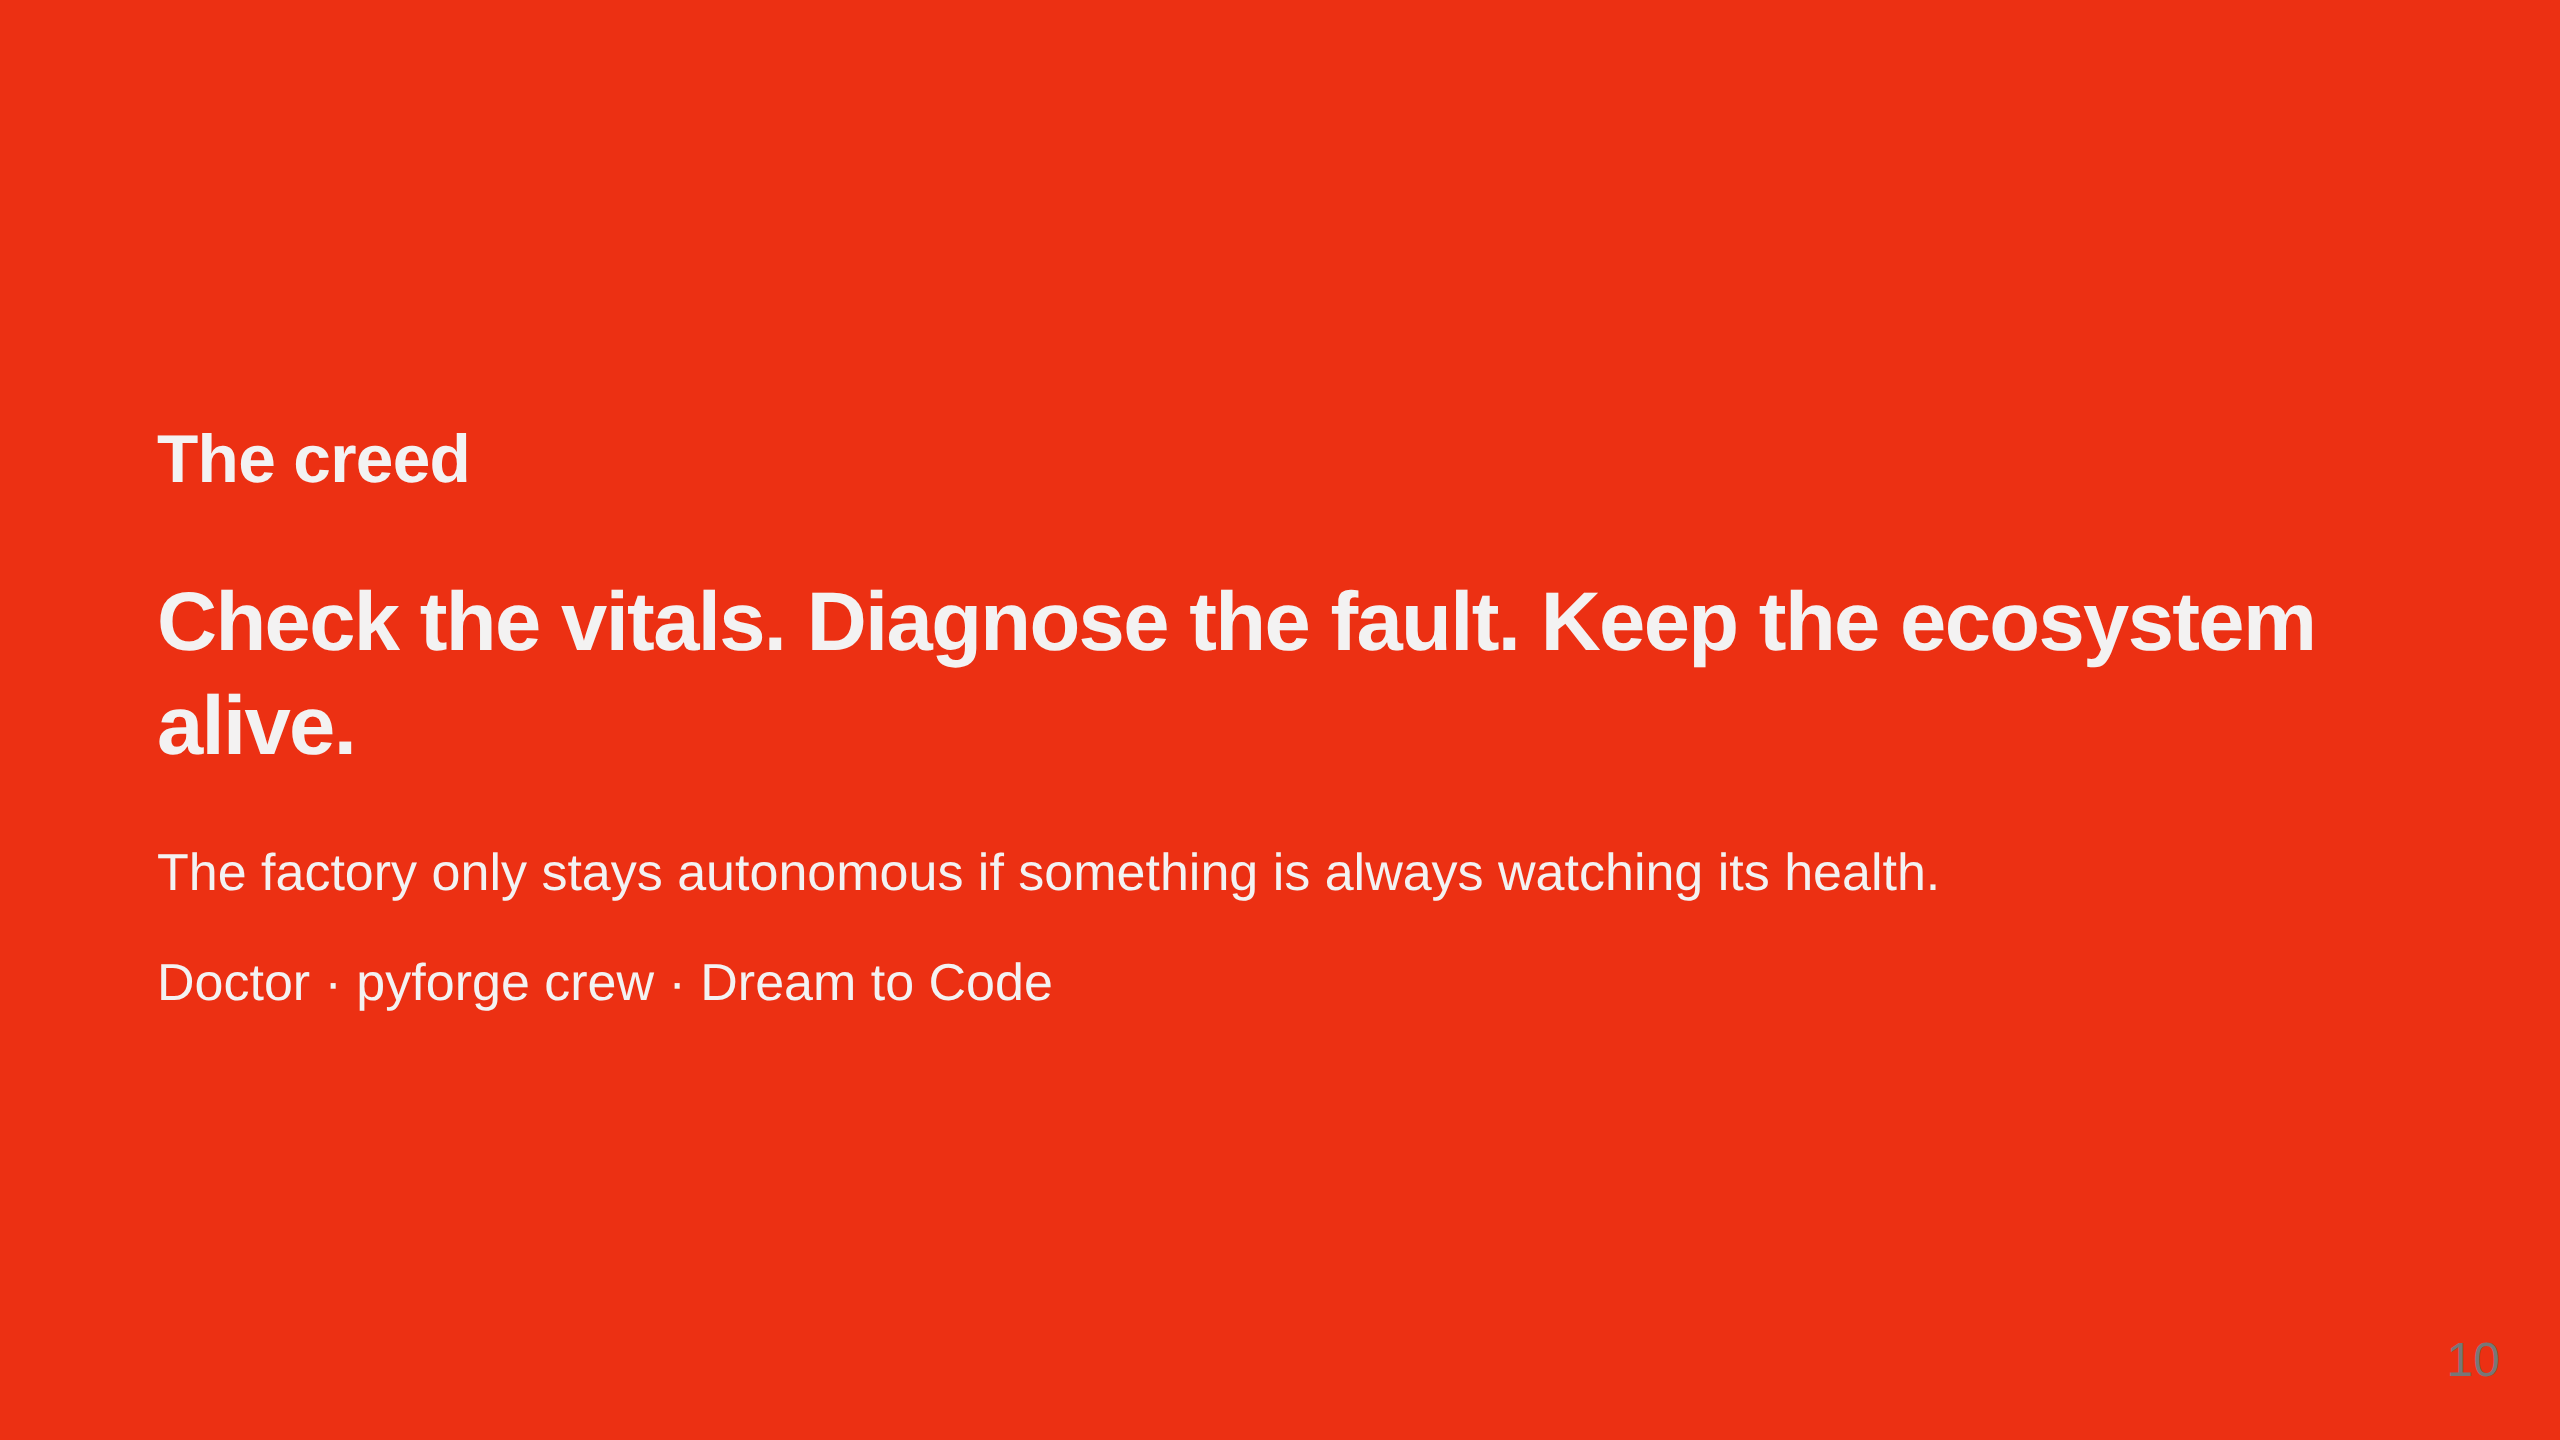 The creed
Check the vitals. Diagnose the fault. Keep the ecosystem
alive.
The factory only stays autonomous if something is always watching its health.
Doctor · pyforge crew · Dream to Code
10